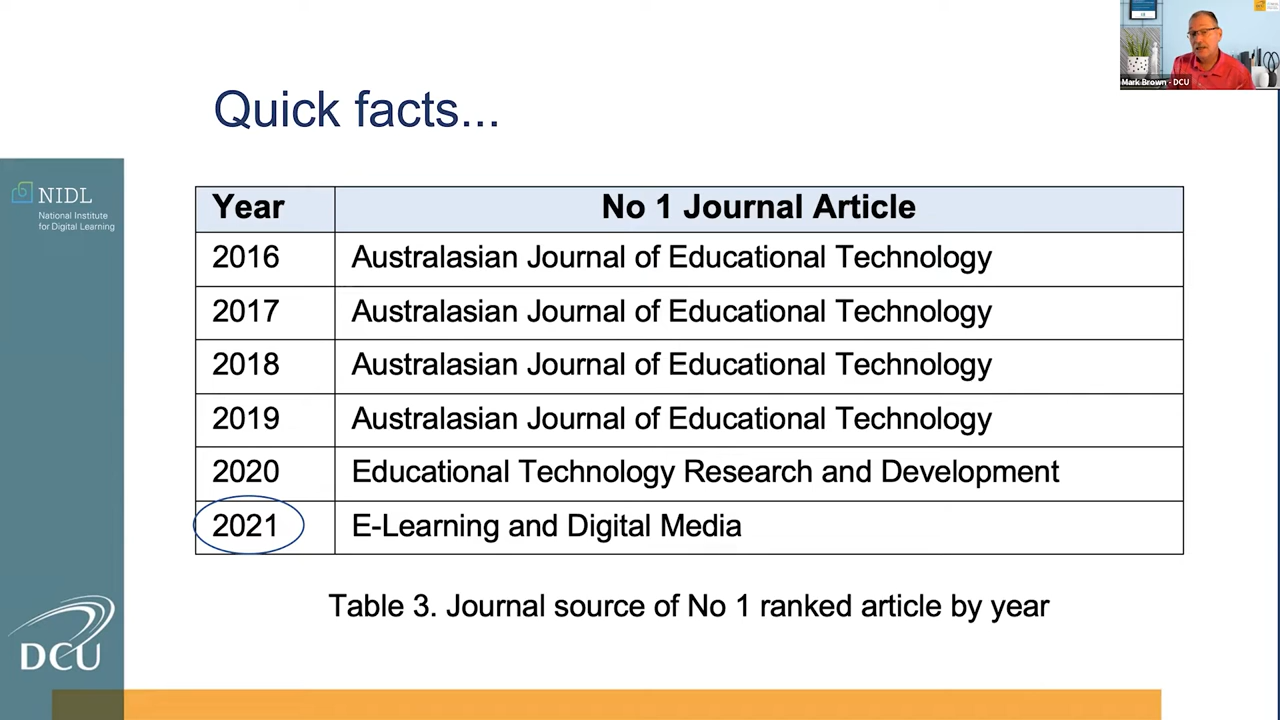 Mark Brown - DCU
Quick facts...
NIDL
National Institute
for Digital Learning
Year No 1 Journal Article
2016 Australasian Journal of Educational Technology
2017 Australasian Journal of Educational Technology
2018 Australasian Journal of Educational Technology
2019 Australasian Journal of Educational Technology
2020 Educational Technology Research and Development
2021 E-Learning and Digital Media
Table 3. Journal source of No 1 ranked article by year
DCU